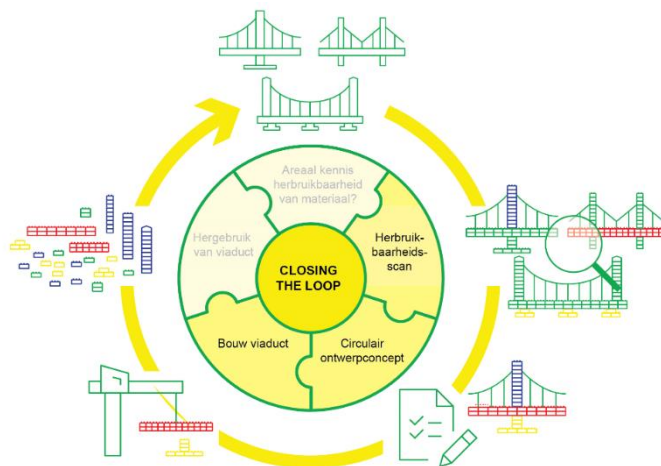 Areaal kennis
herbruikbaarheid
van materiaal?
Hergebruik
van viaduct
Herbruik-
baarheids-
scan
CLOSING
THE LOOP
Bouw viaduct
Circulair
ontwerpconcept